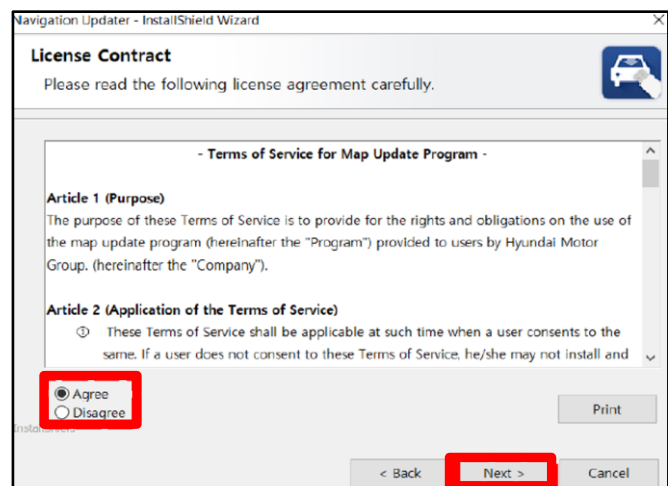 Navigation Updater - InstallShield Wizard
License Contract
Please read the following license agreement carefully.
- Terms of Service for Map Update Program -
Article 1 (Purpose)
The purpose of these Terms of Service is to provide for the rights and obligations on the use of
the map update program (hereinafter the "Program") provided to users by Hyundai Motor
Group. (hereinafter the "Company").
Article 2 (Application of the Terms of Service)
① These Terms of Service shall be applicable at such time when a user consents to the
same. If a user does not consent to these Terms of Service, he/she may not install and
Agree
Disagree
Print
< Back
Next >
Cancel